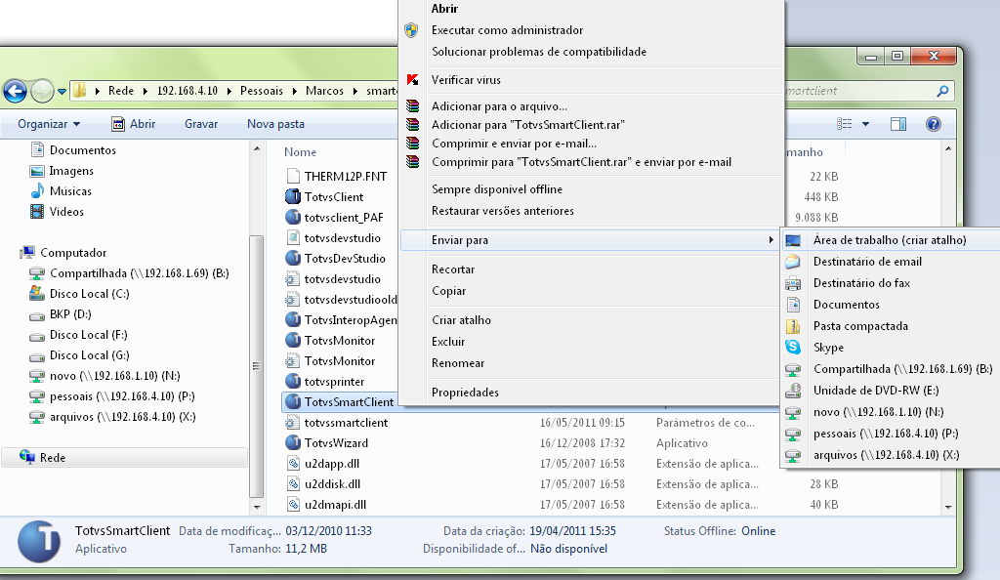 Abrir
Executar como administrador
Solucionar problemas de compatibilidade
Verificar vírus
Adicionar para o arquivo...
Adicionar para "TotvsSmartClient.rar"
Comprimir e enviar por e-mail...
Comprimir para "TotvsSmartClient.rar" e enviar por e-mail
Sempre disponível offline
Restaurar versões anteriores
Enviar para
Recortar
Copiar
Criar atalho
Excluir
Renomear
Propriedades
Área de trabalho (criar atalho)
Destinatário de email
Destinatário do fax
Documentos
Pasta compactada
Skype
Compartilhada (\\192.168.1.69) (B:)
Unidade de DVD-RW (E:)
novo (\\192.168.1.10) (N:)
pessoais (\\192.168.4.10) (P:)
arquivos (\\192.168.4.10) (X:)
Rede 192.168.4.10 Pessoais Marcos smart
martclient
Organizar Abrir Gravar Nova pasta
Documentos
Imagens
Músicas
Vídeos
Computador
Compartilhada (\\192.168.1.69) (B:)
Disco Local (C:)
BKP (D:)
Disco Local (F:)
Disco Local (G:)
novo (\\192.168.1.10) (N:)
pessoais (\\192.168.4.10) (P:)
arquivos (\\192.168.4.10) (X:)
Rede
Nome manho
THERM12P.FNT 22 KB
TotvsClient 448 KB
totvsclient_PAF 9.088 KB
totvsdevstudio
TotvsDevStudio
totvsdevstudio
totvsdevstudioold
TotvsInteropAgen
TotvsMonitor
TotvsMonitor
totvsprinter
TotvsSmartClient
totvssmartclient 16/05/2011 09:15 Parâmetros de co...
TotvsWizard 16/12/2008 17:32 Aplicativo
u2dapp.dll 17/05/2007 16:58 Extensão de aplica...
u2ddisk.dll 17/05/2007 16:58 Extensão de aplica... 28 KB
u2dmapi.dll 17/05/2007 16:58 Extensão de aplica... 40 KB
TotvsSmartClient Data de modificaç... 03/12/2010 11:33 Data da criação: 19/04/2011 15:35 Status Offline: Online
Aplicativo Tamanho: 11,2 MB Disponibilidade of... Não disponível